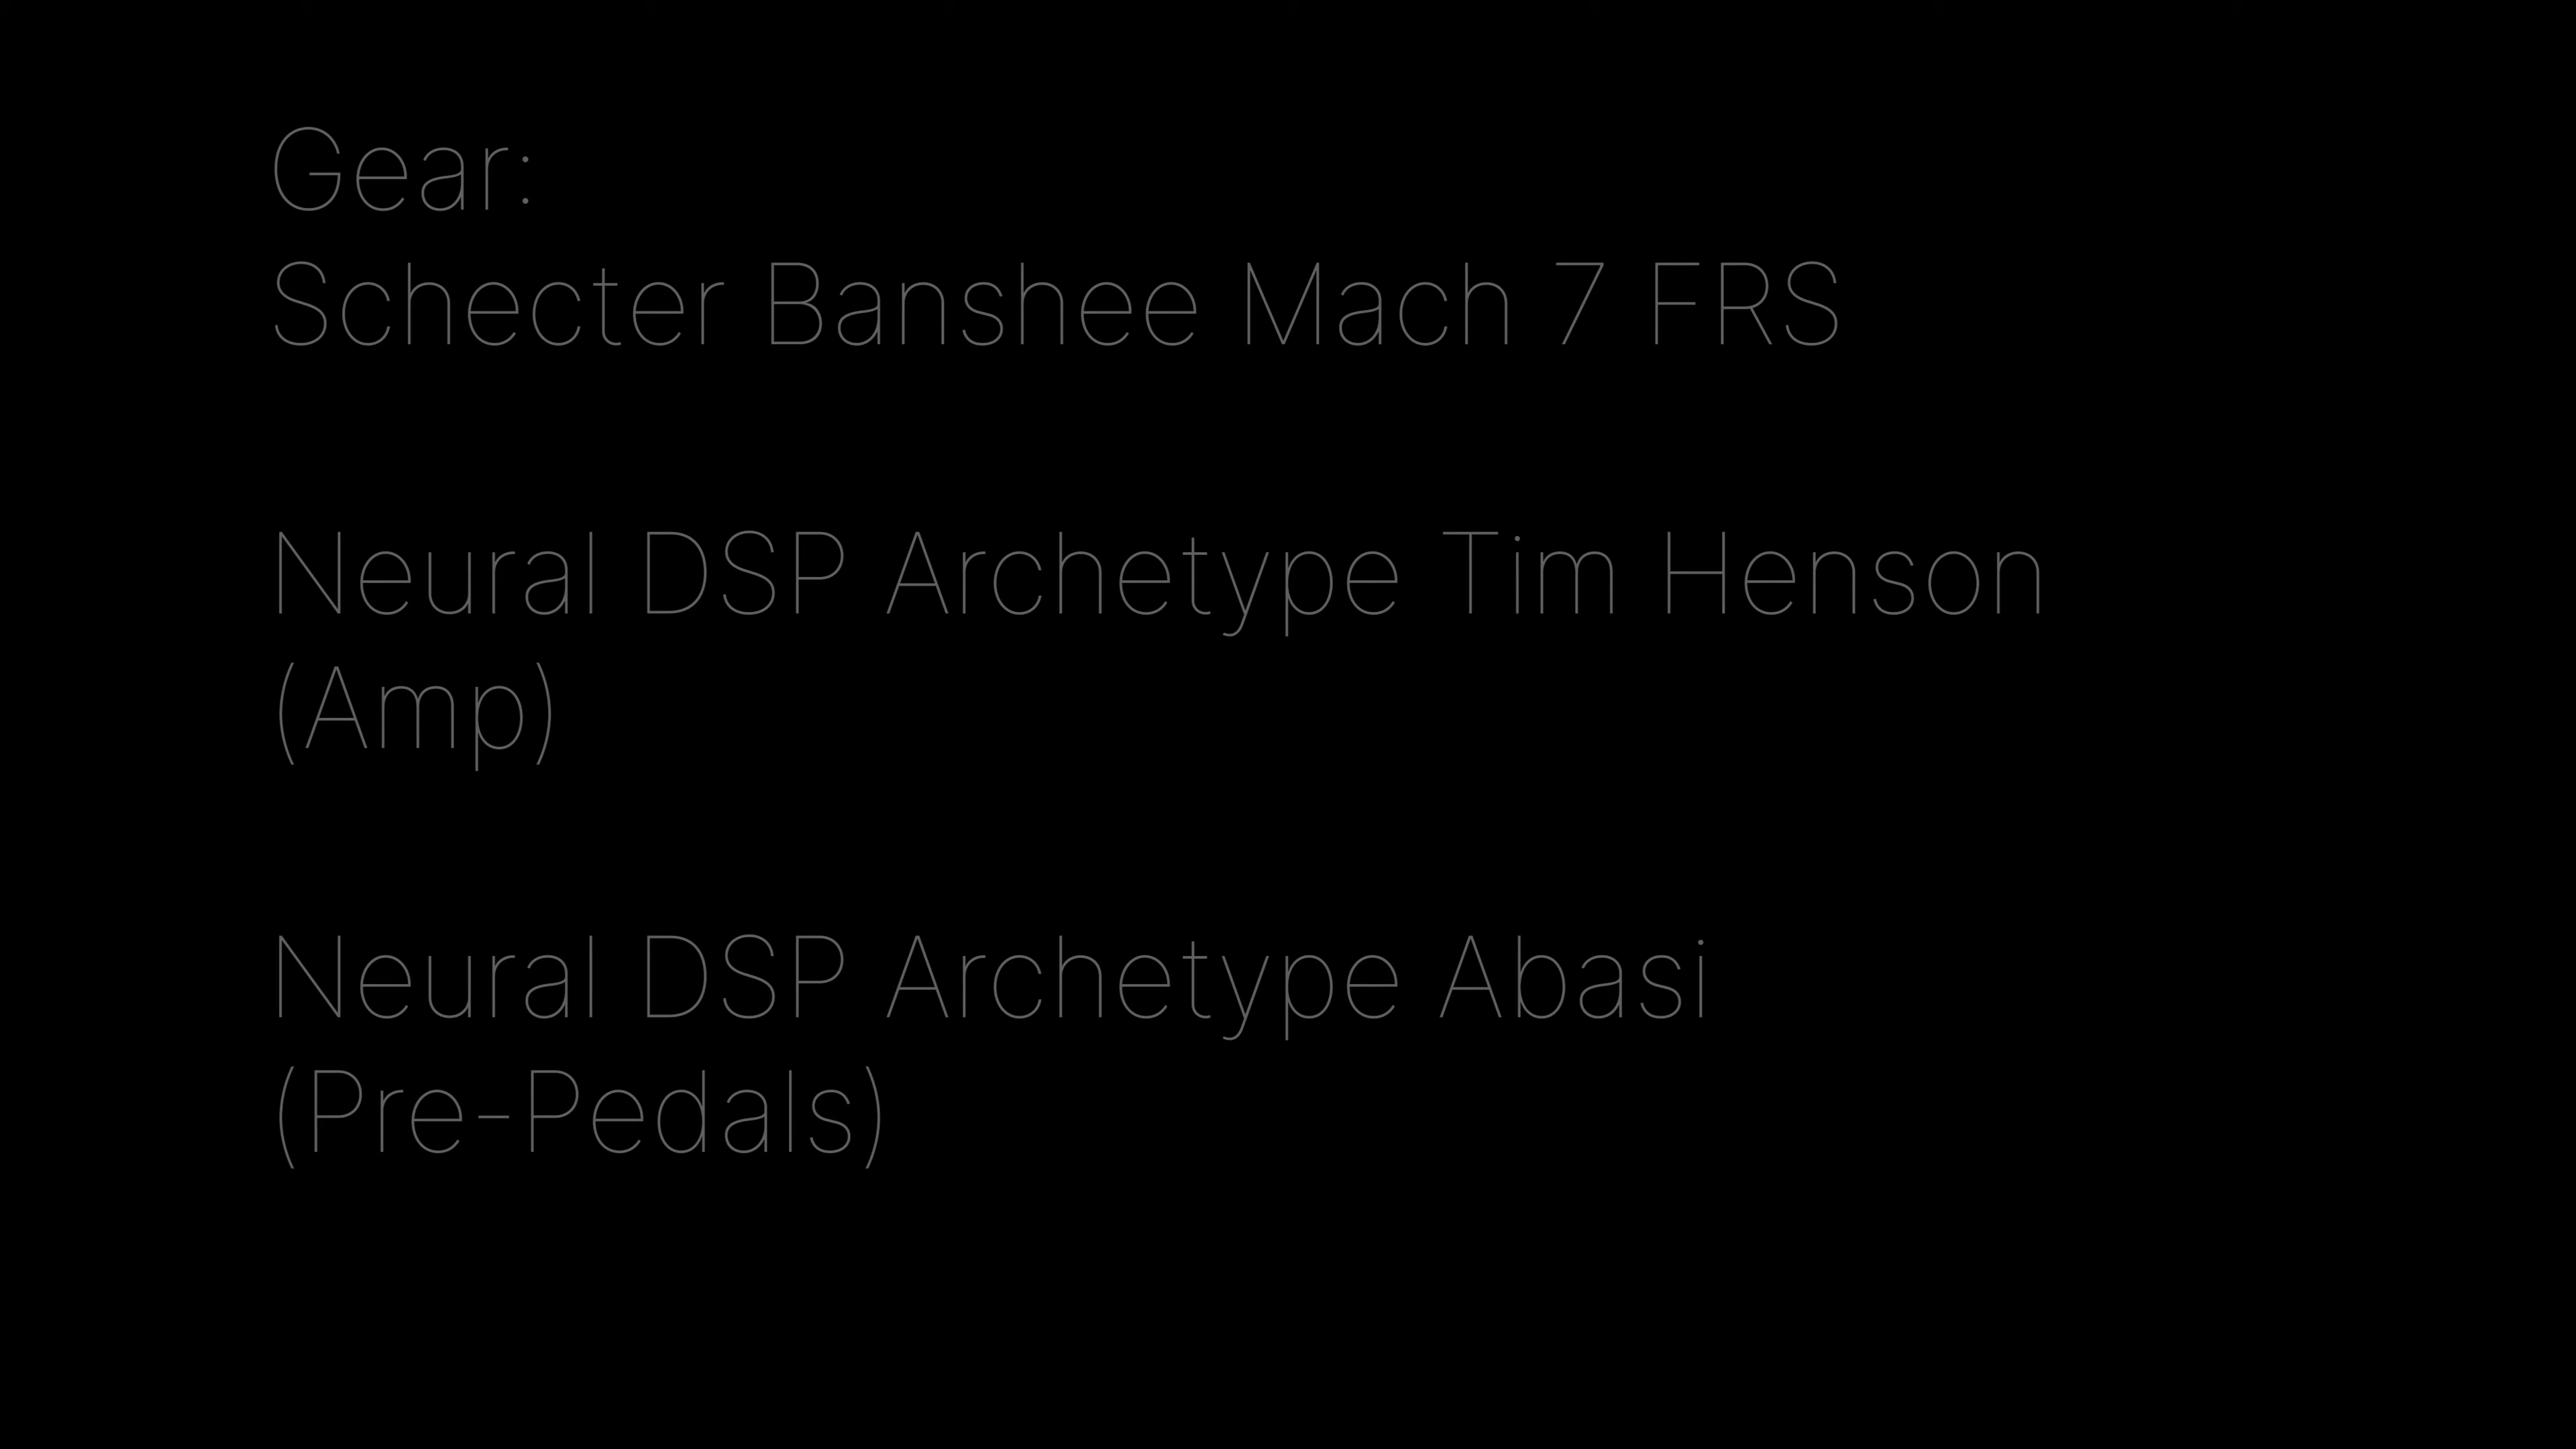 Gear:
Schecter Banshee Mach 7 FRS
Neural DSP Archetype Tim Henson
(Amp)
Neural DSP Archetype Abasi
(Pre-Pedals)